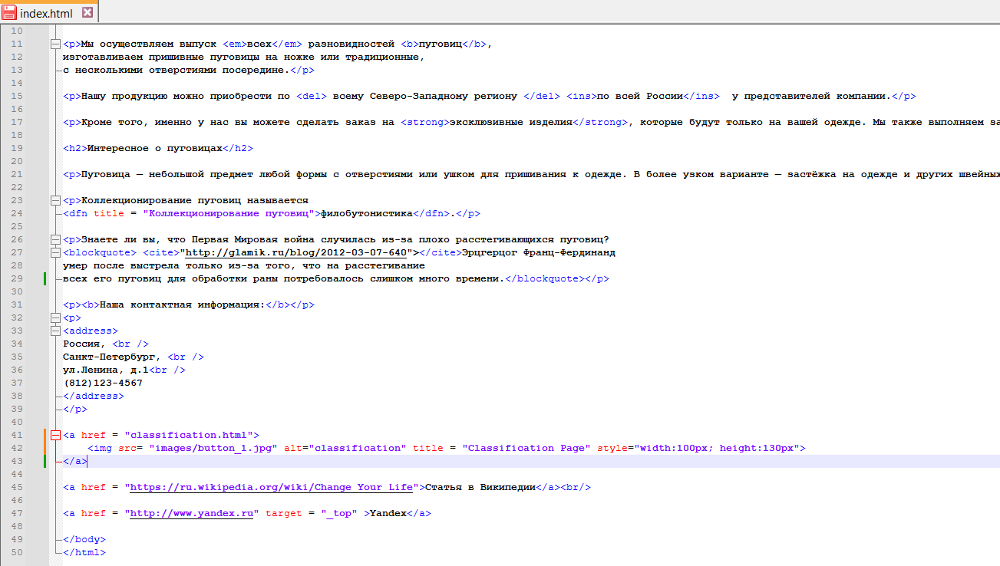 index.html
10
11 <p>Мы осуществляем выпуск <em>всех</em> разновидностей <b>пуговиц</b>,
12 изготавливаем пришивные пуговицы на ножке или традиционные,
13 с несколькими отверстиями посередине.</p>
14
15 <p>Нашу продукцию можно приобрести по <del> всему Северо-Западному региону </del> <ins>по всей России</ins>  у представителей компании.</p>
16
17 <p>Кроме того, именно у нас вы можете сделать заказ на <strong>эксклюзивные изделия</strong>, которые будут только на вашей одежде. Мы также выполняем за
18
19 <h2>Интересное о пуговицах</h2>
20
21 <p>Пуговица — небольшой предмет любой формы с отверстиями или ушком для пришивания к одежде. В более узком варианте — застёжка на одежде и других швейных
22
23 <p>Коллекционирование пуговиц называется
24 <dfn title = "Коллекционирование пуговиц">филобутонистика</dfn>.</p>
25
26 <p>Знаете ли вы, что Первая Мировая война случилась из-за плохо расстегивающихся пуговиц?
27 <blockquote> <cite>"http://glamik.ru/blog/2012-03-07-640"></cite>Эрцгерцог Франц-Фердинанд
28 умер после выстрела только из-за того, что на расстегивание
29 всех его пуговиц для обработки раны потребовалось слишком много времени.</blockquote></p>
30
31 <p><b>Наша контактная информация:</b></p>
32 <p>
33 <address>
34 Россия, <br />
35 Санкт-Петербург, <br />
36 ул.Ленина, д.1<br />
37 (812)123-4567
38 </address>
39 </p>
40
41 <a href = "classification.html">
42     <img src= "images/button_1.jpg" alt="classification" title = "Classification Page" style="width:100px; height:130px">
43 </a>
44
45 <a href = "https://ru.wikipedia.org/wiki/Change Your Life">Статья в Википедии</a><br/>
46
47 <a href = "http://www.yandex.ru" target = "_top" >Yandex</a>
48
49 </body>
50 </html>